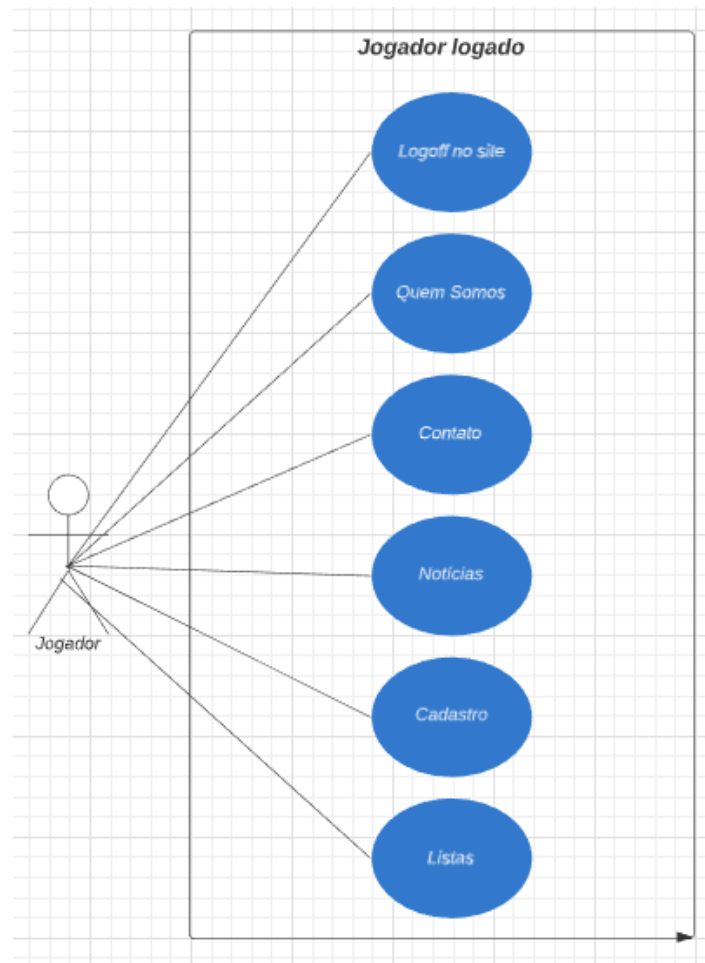 Jogador logado
Logoff no site
Quem Somos
Contato
Notícias
Jogador
Cadastro
Listas